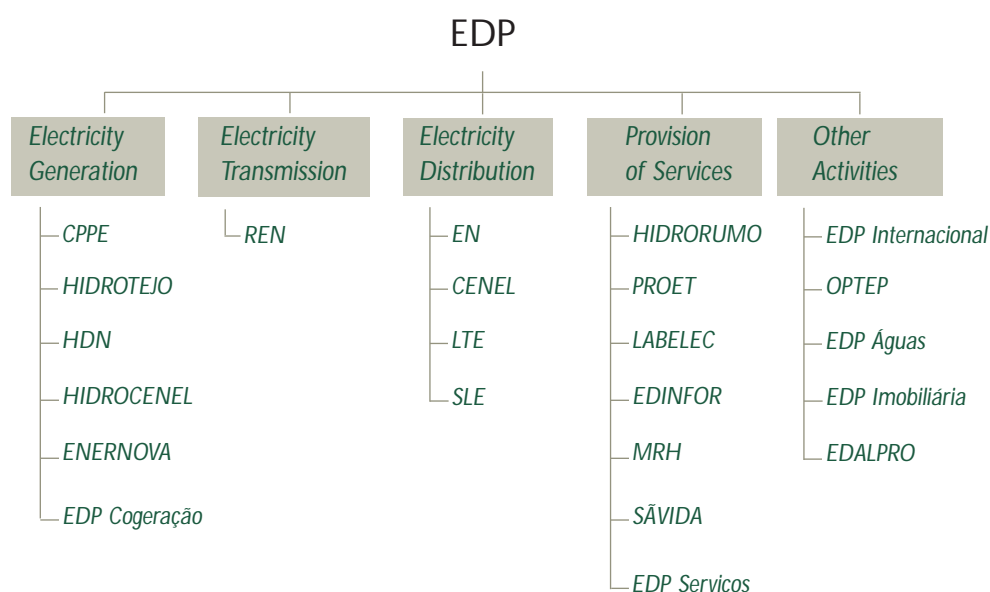 EDP
Electricity
Generation
CPPE
HIDROTEJO
HDN
HIDROCENEL
ENERNOVA
EDP Cogeração
Electricity
Transmission
REN
Electricity
Distribution
EN
CENEL
LTE
SLE
Provision
of Services
HIDRORUMO
PROET
LABELEC
EDINFOR
MRH
SÃVIDA
EDP Servicos
Other
Activities
EDP Internacional
OPTEP
EDP Águas
EDP Imobiliária
EDALPRO